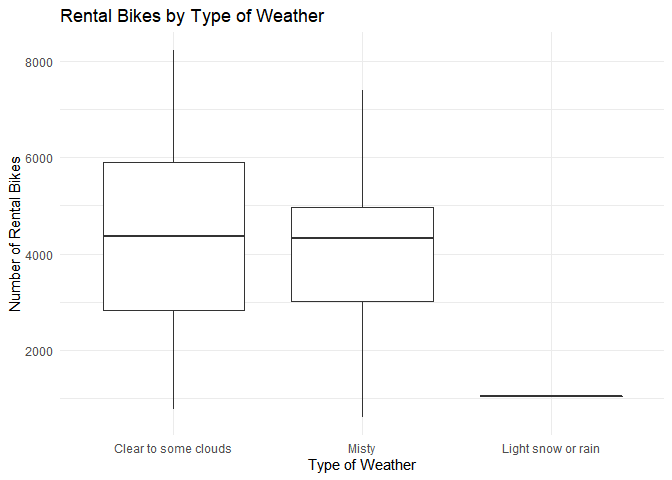 Rental Bikes by Type of Weather
Number of Rental Bikes
8000
6000
4000
2000
Clear to some clouds
Misty
Light snow or rain
Type of Weather